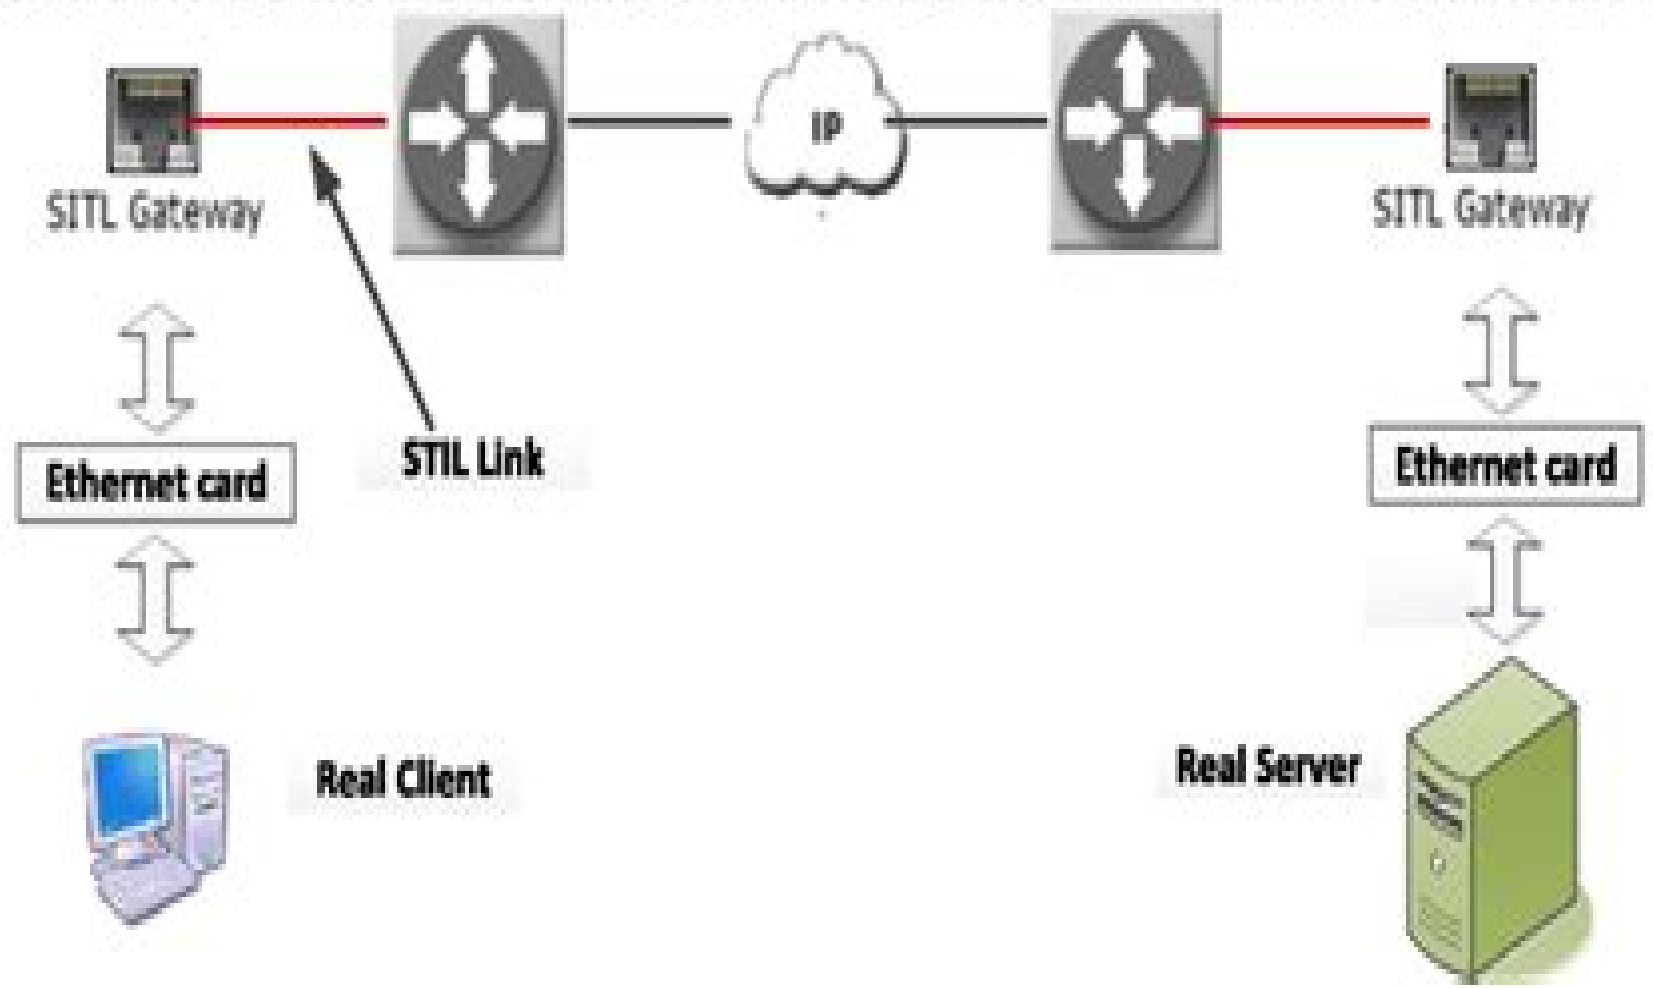 IP
SITL Gateway
SITL Gateway
STIL Link
Ethernet card
Ethernet card
Real Client
Real Server